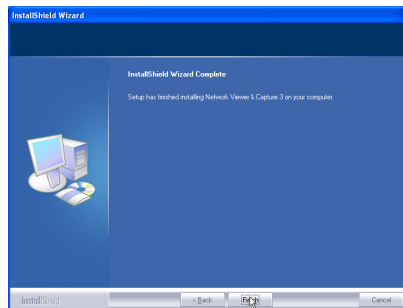 InstallShield Wizard
InstallShield Wizard Complete
Setup has finished installing Network Viewer & Capture 3 on your computer.
InstallShield
< Back
Finish
Cancel